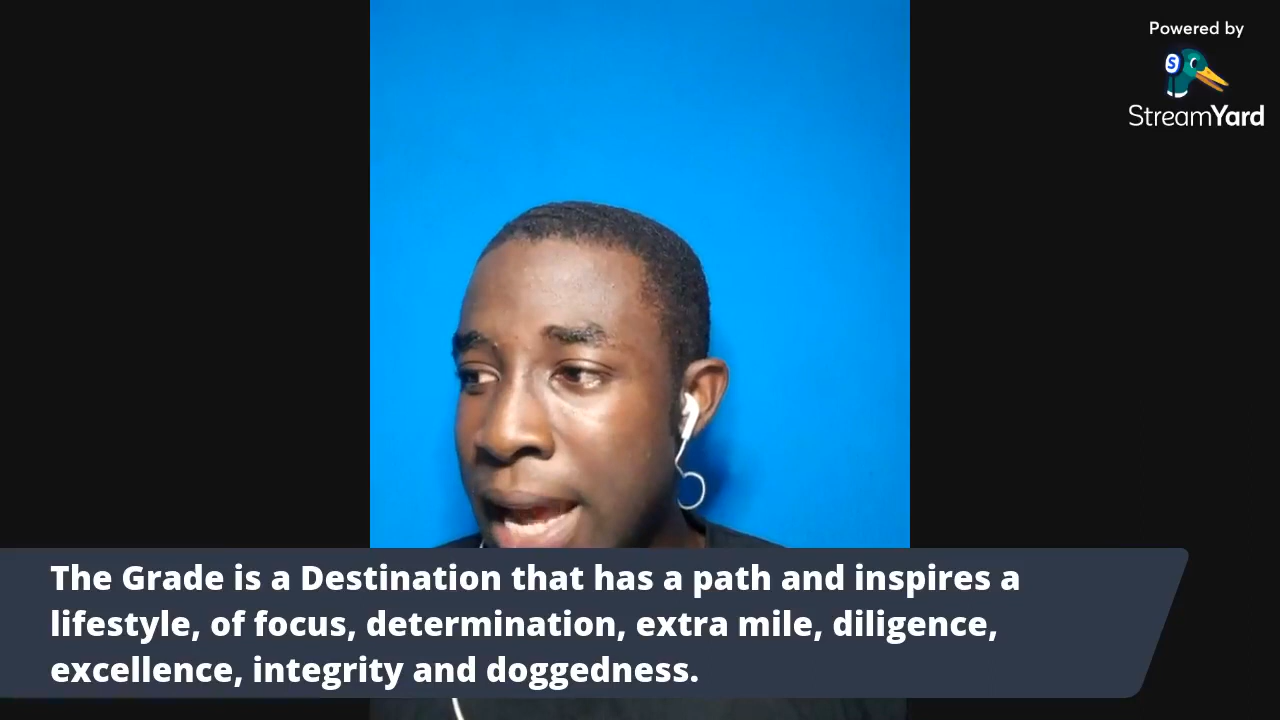 Powered by
S
StreamYard
The Grade is a Destination that has a path and inspires a
lifestyle, of focus, determination, extra mile, diligence,
excellence, integrity and doggedness.